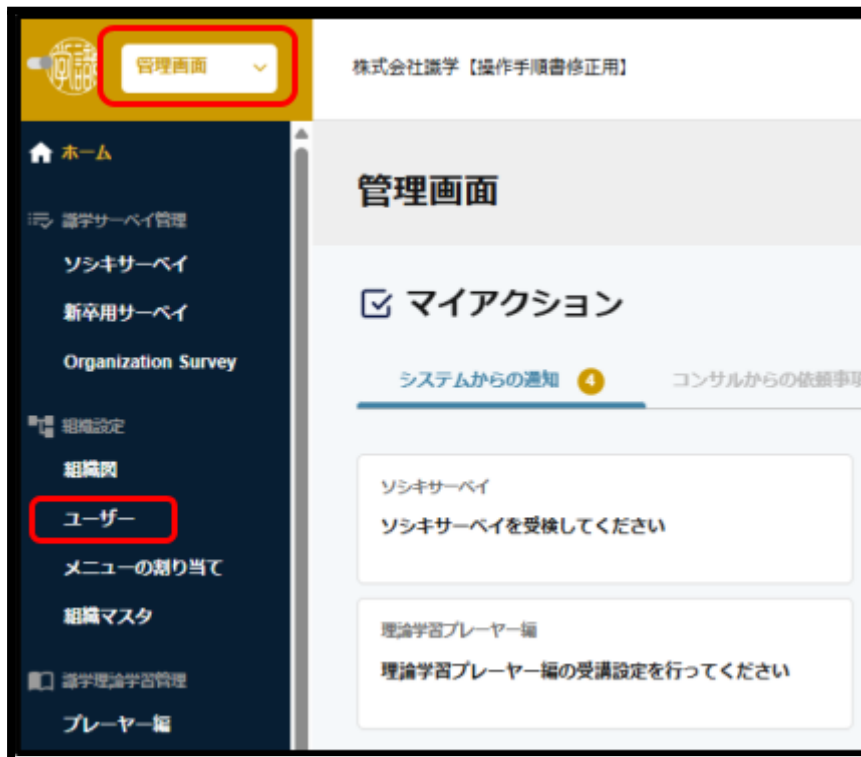 管理画面
株式会社識学【操作手順書修正用】
ホーム
識学サーベイ管理
ソシキサーベイ
新卒用サーベイ
Organization Survey
組織設定
組織図
ユーザー
メニューの割り当て
組織マスタ
識学理論学習管理
プレーヤー編
管理画面
マイアクション
システムからの通知 4
コンサルからの依頼事項
ソシキサーベイ
ソシキサーベイを受検してください
理論学習プレーヤー編
理論学習プレーヤー編の受講設定を行ってください